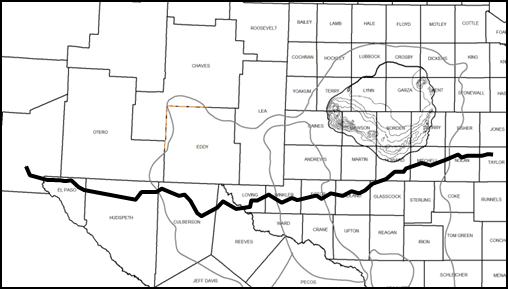 BAILEY LAMB HALE FLOYD MOTLEY COTTLE
ROOSEVELT
COCHRAN HOCKLEY LUBBOCK CROSBY DICKENS KING
CHAVES
YOAKUM TERRY LYNN GARZA KENT STONEWALL
LEA
GAINES DAWSON BORDEN SCURRY FISHER JONES
OTERO
EDDY
ANDREWS MARTIN MITCHELL NOLAN TAYLOR
EL PASO LOVING WINKLER GLASSCOCK STERLING COKE RUNNELS
HUDSPETH CULBERSON WARD
CRANE UPTON REAGAN IRION TOM GREEN CONCHO
REEVES
JEFF DAVIS PECOS SCHLEICHER